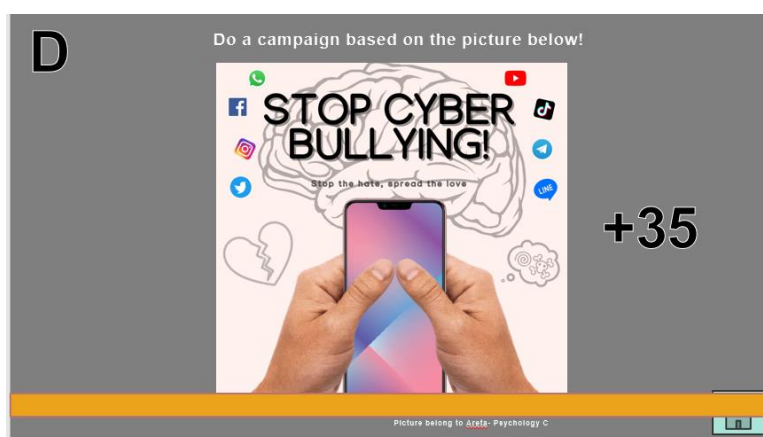 D
Do a campaign based on the picture below!
STOP CYBER
BULLYING!
Stop the hate, spread the love
LINE
+35
Picture belong to Areta- Psychology C